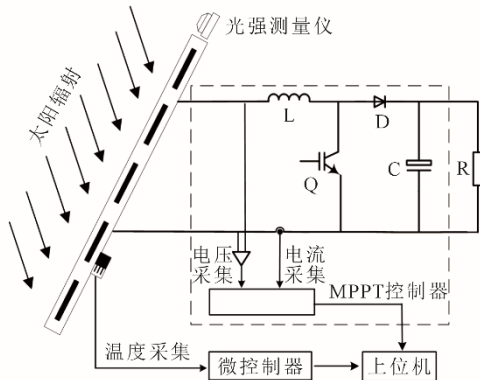 光强测量仪
太阳辐射
L
D
Q
C
R
电压
采集
电流
采集
MPPT控制器
温度采集
微控制器
上位机